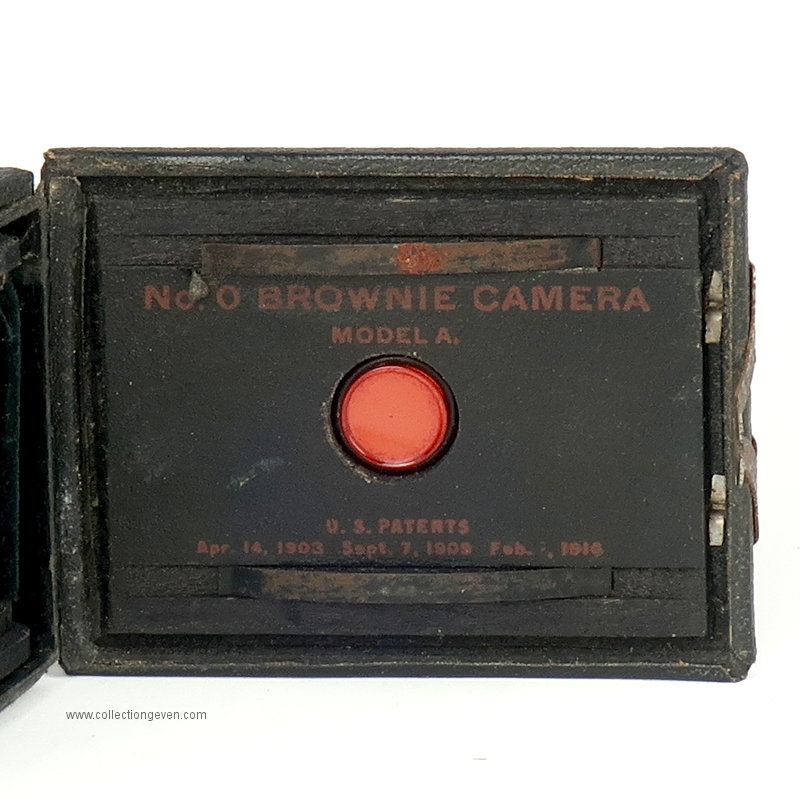 No. 0 BROWNIE CAMERA
MODEL A.
U. S. PATENTS
Apr. 14, 1903 Sept. 7, 1909 Feb. , 1916
www.collectiongeven.com